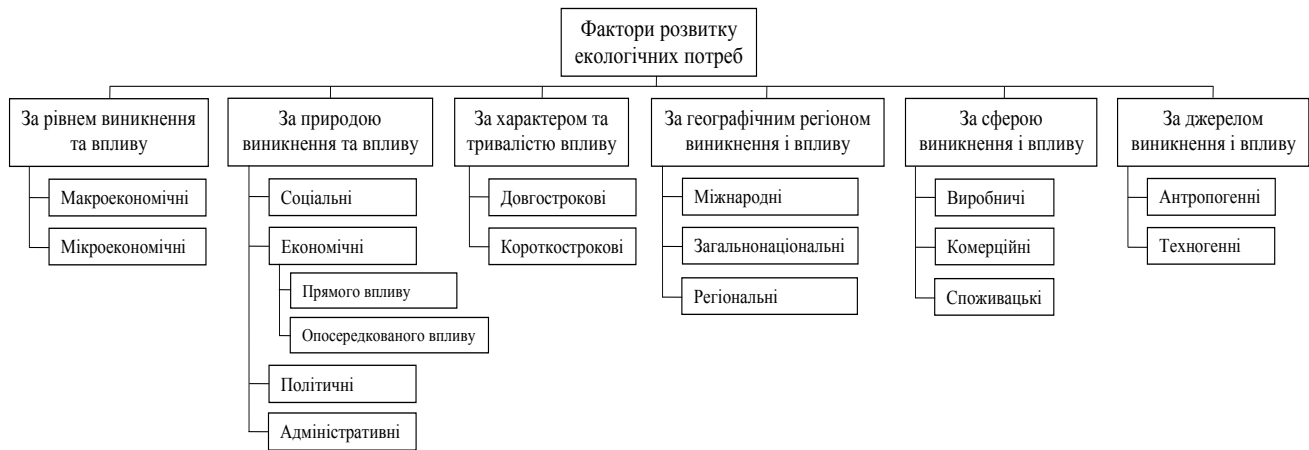 Фактори розвитку
екологічних потреб
За рівнем виникнення
та впливу
Макроекономічні
Мікроекономічні
За природою
виникнення та впливу
Соціальні
Економічні
Прямого впливу
Опосередкованого впливу
Політичні
Адміністративні
За характером та
тривалістю впливу
Довгострокові
Короткострокові
За географічним регіоном
виникнення і впливу
Міжнародні
Загальнонаціональні
Регіональні
За сферою
виникнення і впливу
Виробничі
Комерційні
Споживацькі
За джерелом
виникнення і впливу
Антропогенні
Техногенні